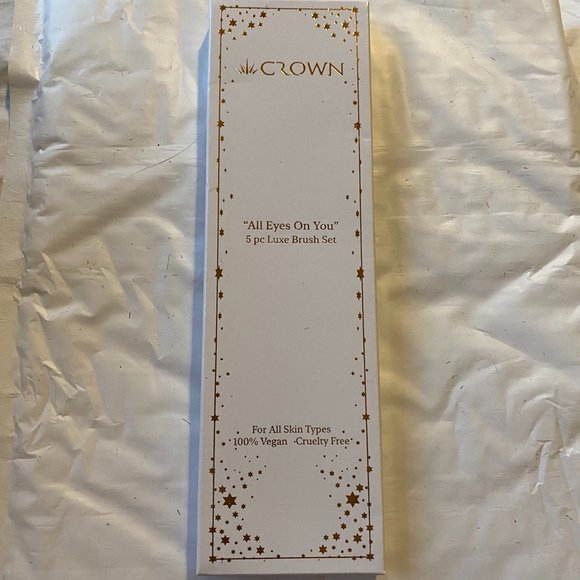 CROWN
"All Eyes On You"
5 pc Luxe Brush Set
For All Skin Types
100% Vegan •Cruelty Free